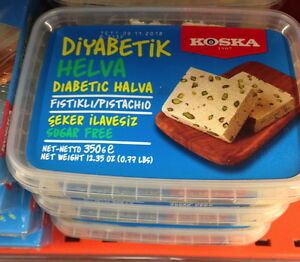 DİYABETİK
HELVA
DIABETIC HALVA
FISTIKLI/PISTACHIO
ŞEKER İLAVESİZ
SUGAR FREE
NET-NETTO 350g℮
NET WEIGHT 12.35 OZ (0.77 LBS)
KOSKA
1907